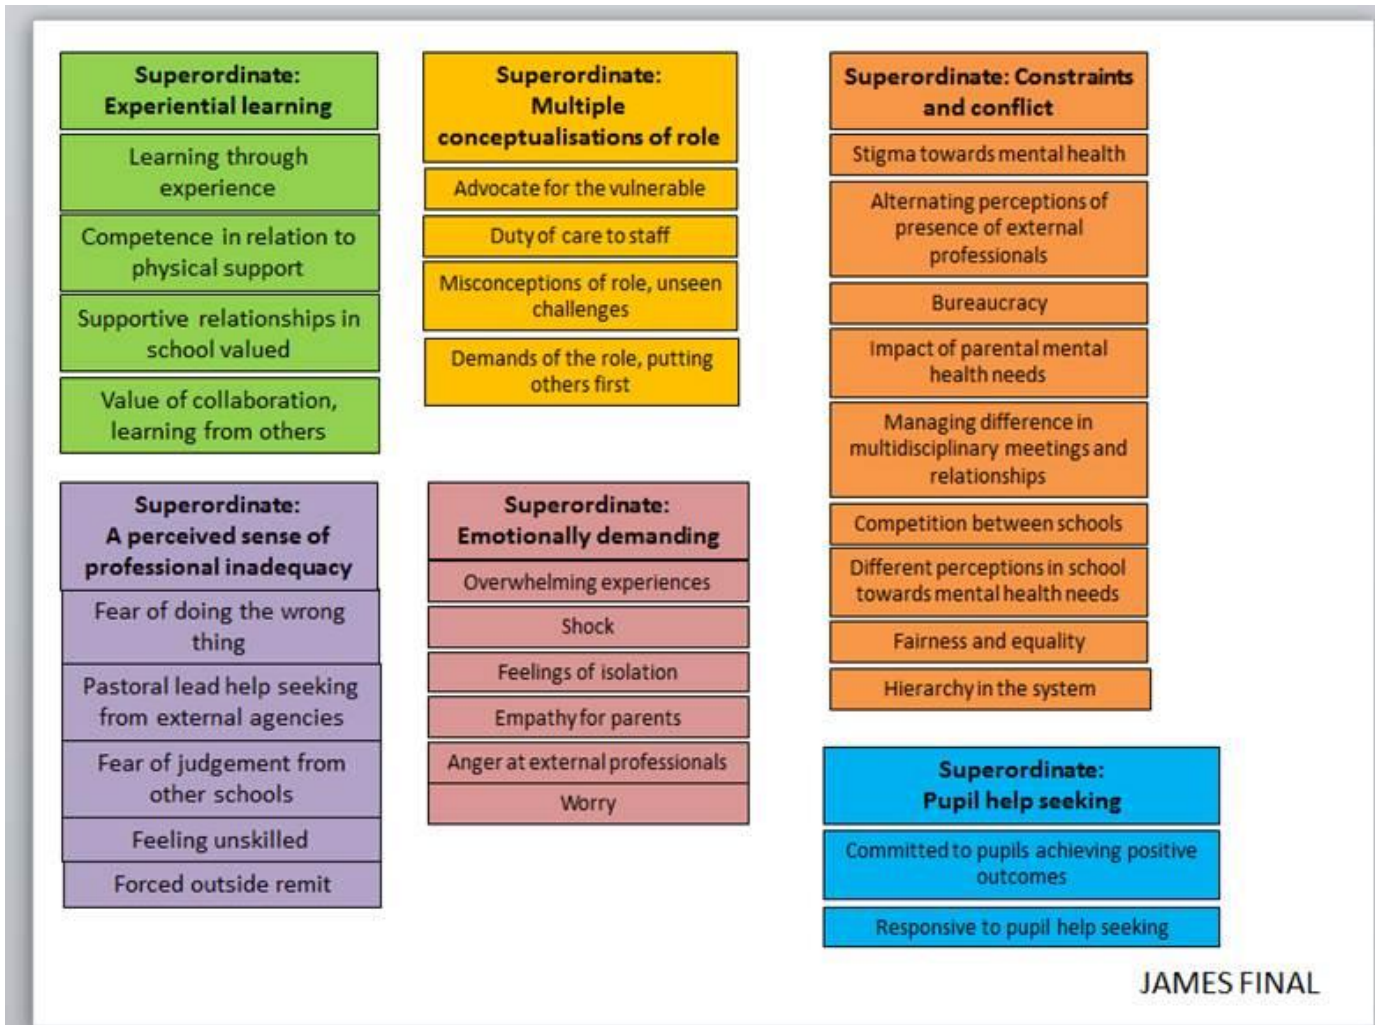 Superordinate:
Experiential learning
Learning through
experience
Competence in relation to
physical support
Supportive relationships in
school valued
Value of collaboration,
learning from others
Superordinate:
Multiple
conceptualisations of role
Advocate for the vulnerable
Duty of care to staff
Misconceptions of role, unseen
challenges
Demands of the role, putting
others first
Superordinate: Constraints
and conflict
Stigma towards mental health
Alternating perceptions of
presence of external
professionals
Bureaucracy
Impact of parental mental
health needs
Managing difference in
multidisciplinary meetings and
relationships
Competition between schools
Different perceptions in school
towards mental health needs
Fairness and equality
Hierarchy in the system
Superordinate:
A perceived sense of
professional inadequacy
Fear of doing the wrong
thing
Pastoral lead help seeking
from external agencies
Fear of judgement from
other schools
Feeling unskilled
Forced outside remit
Superordinate:
Emotionally demanding
Overwhelming experiences
Shock
Feelings of isolation
Empathy for parents
Anger at external professionals
Worry
Superordinate:
Pupil help seeking
Committed to pupils achieving positive
outcomes
Responsive to pupil help seeking
JAMES FINAL